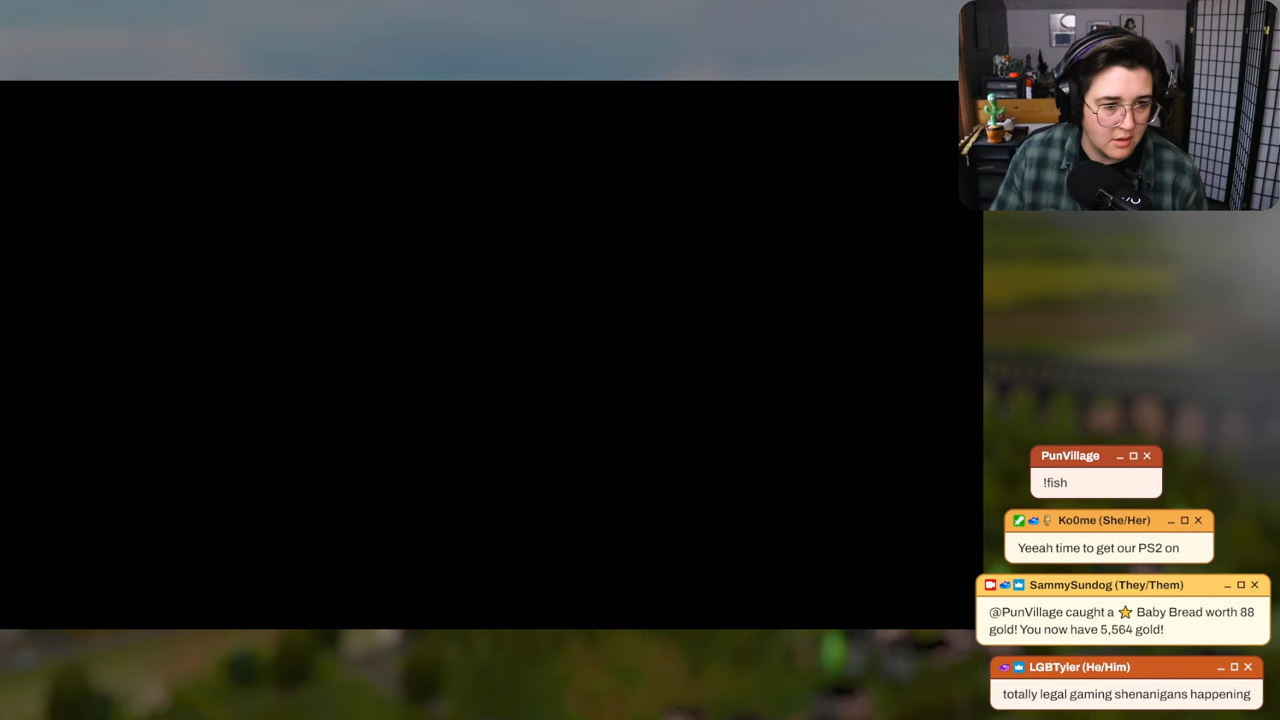 PunVillage
!fish
Ko0me (She/Her)
Yeeah time to get our PS2 on
SammySundog (They/Them)
@PunVillage caught a ⭐ Baby Bread worth 88
gold! You now have 5,564 gold!
LGBTyler (He/Him)
totally legal gaming shenanigans happening